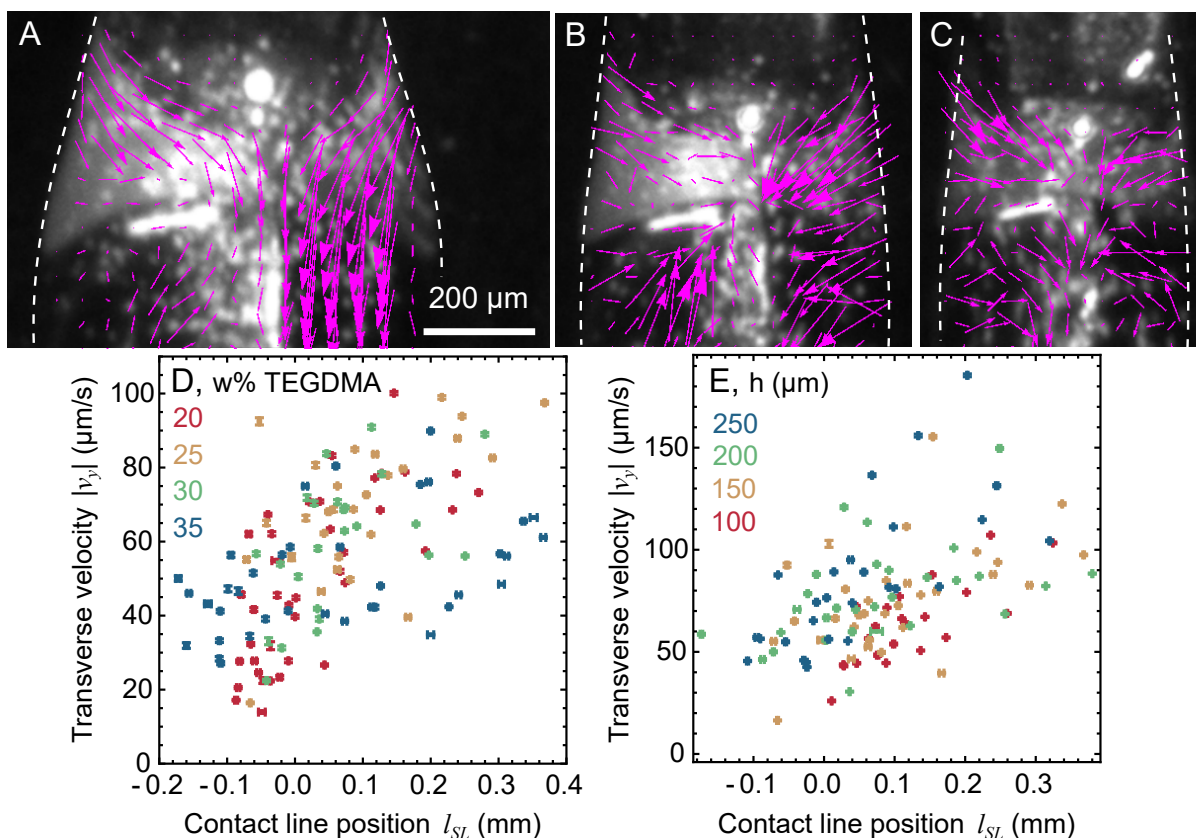 A
B
C
200 μm
D, w% TEGDMA
20
25
30
35
Transverse velocity |v_y| (μm/s)
100
80
60
40
20
0
-0.2 -0.1 0.0 0.1 0.2 0.3 0.4
Contact line position l_SL (mm)
E, h (μm)
250
200
150
100
Transverse velocity |v_y| (μm/s)
150
100
50
0
-0.1 0.0 0.1 0.2 0.3
Contact line position l_SL (mm)